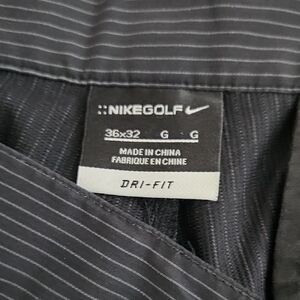 ::NIKEGOLF
36x32 G G
MADE IN CHINA
FABRIQUE EN CHINE
DRI-FIT